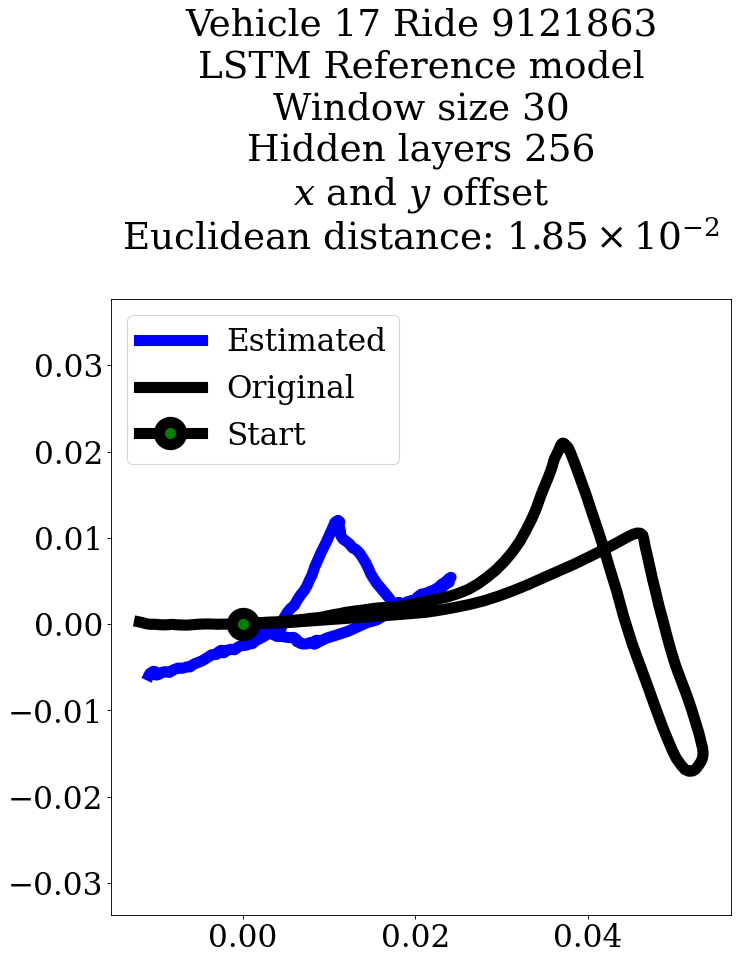 Vehicle 17 Ride 9121863
LSTM Reference model
Window size 30
Hidden layers 256
x and y offset
Euclidean distance: 1.85 × 10⁻²
Estimated
Original
Start
0.03
0.02
0.01
0.00
−0.01
−0.02
−0.03
0.00 0.02 0.04